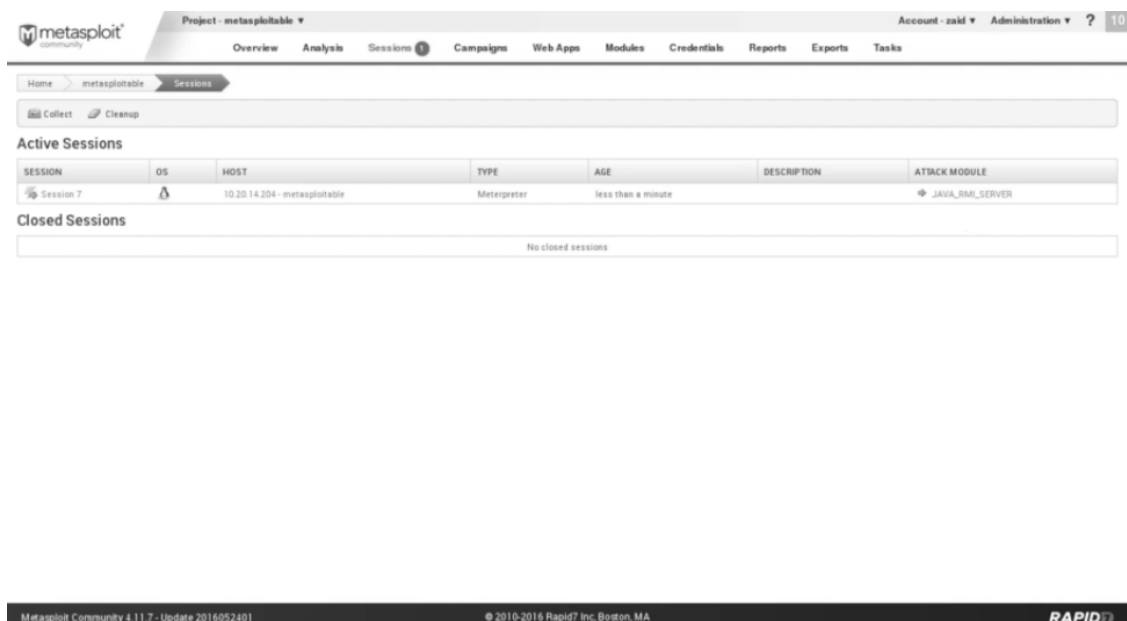 metasploit®
community
Project - metasploitable ▼
Account - zaid ▼ Administration ▼ ? 10
Overview Analysis Sessions 1 Campaigns Web Apps Modules Credentials Reports Exports Tasks
Home metasploitable Sessions
Collect Cleanup
Active Sessions
SESSION OS HOST TYPE AGE DESCRIPTION ATTACK MODULE
Session 7 10.20.14.204 - metasploitable Meterpreter less than a minute JAVA_RMI_SERVER
Closed Sessions
No closed sessions
Metasploit Community 4.11.7 - Update 2016052401 © 2010-2016 Rapid7 Inc, Boston, MA RAPID7